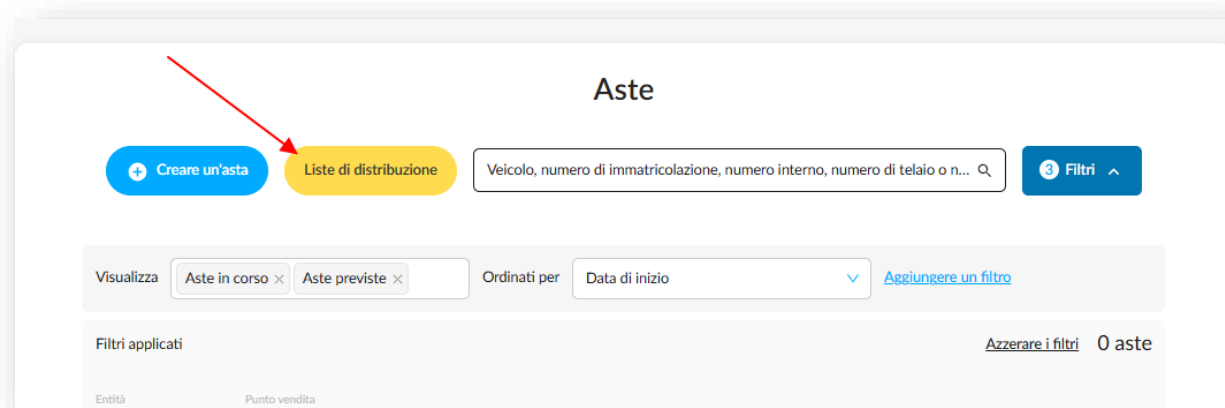 Aste
Creare un'asta
Liste di distribuzione
Veicolo, numero di immatricolazione, numero interno, numero di telaio o n...
3 Filtri
Visualizza Aste in corso × Aste previste × Ordinati per Data di inizio Aggiungere un filtro
Filtri applicati Azzerare i filtri 0 aste
Entità Punto vendita